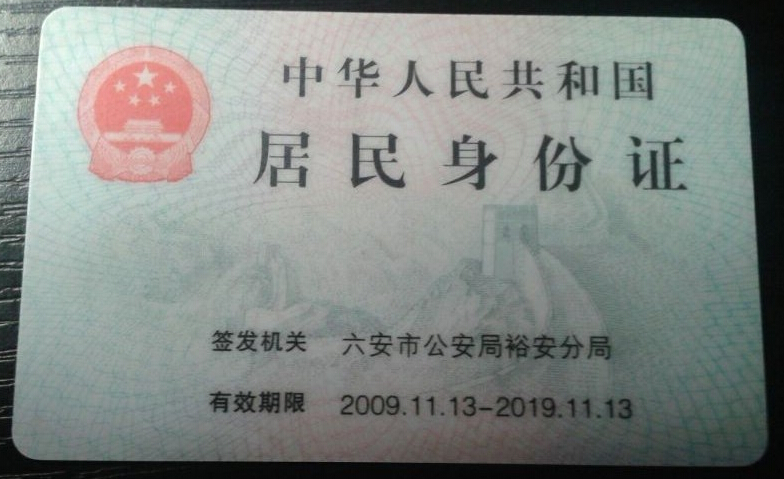 中华人民共和国
居民身份证
签发机关 六安市公安局裕安分局
有效期限 2009.11.13-2019.11.13